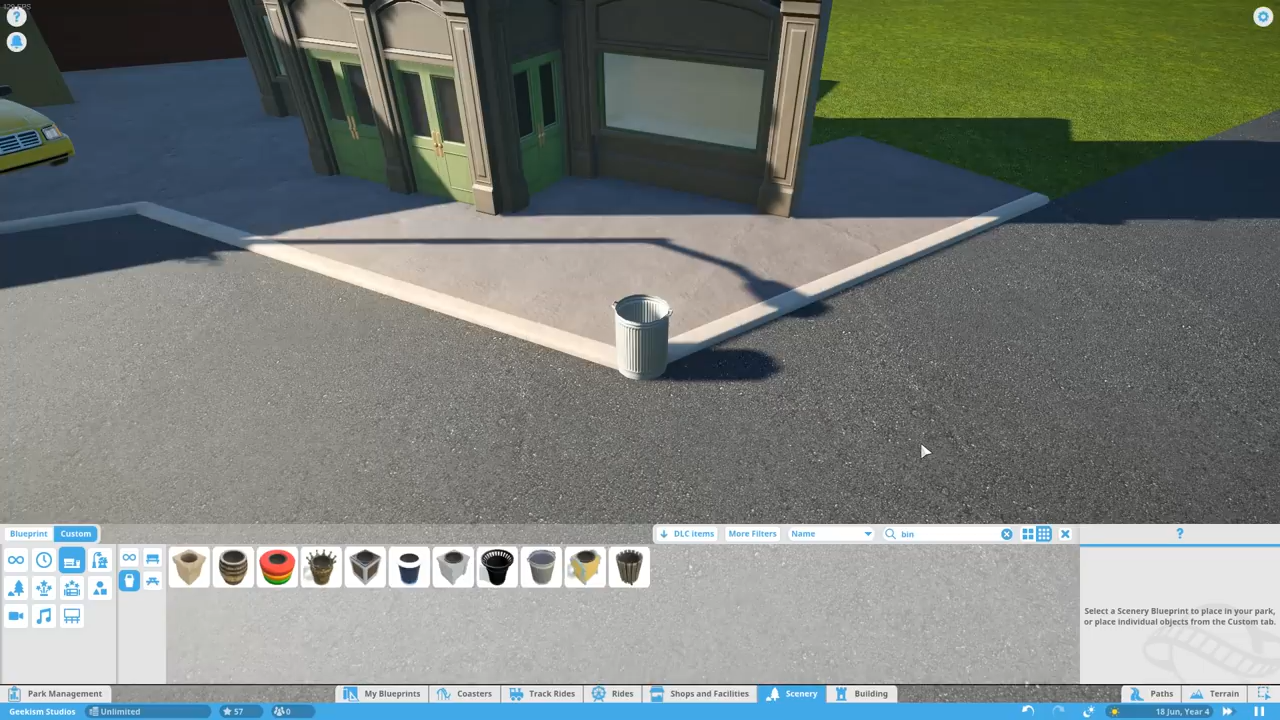 Blueprint Custom
DLC items More Filters Name bin
Select a Scenery Blueprint to place in your park,
or place individual objects from the Custom tab.
Park Management My Blueprints Coasters Track Rides Rides Shops and Facilities Scenery Building Paths Terrain
Geekism Studios Unlimited 57 0 18 Jun, Year 4